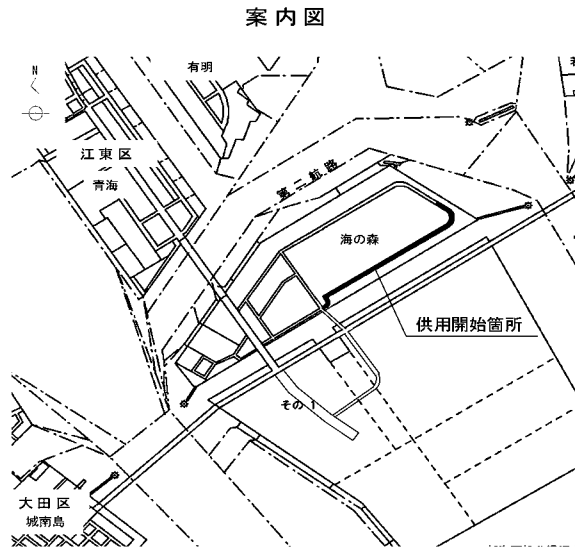 案内図
有明
N
江東区
青海
第二航路
海の森
供用開始箇所
その1
大田区
城南島